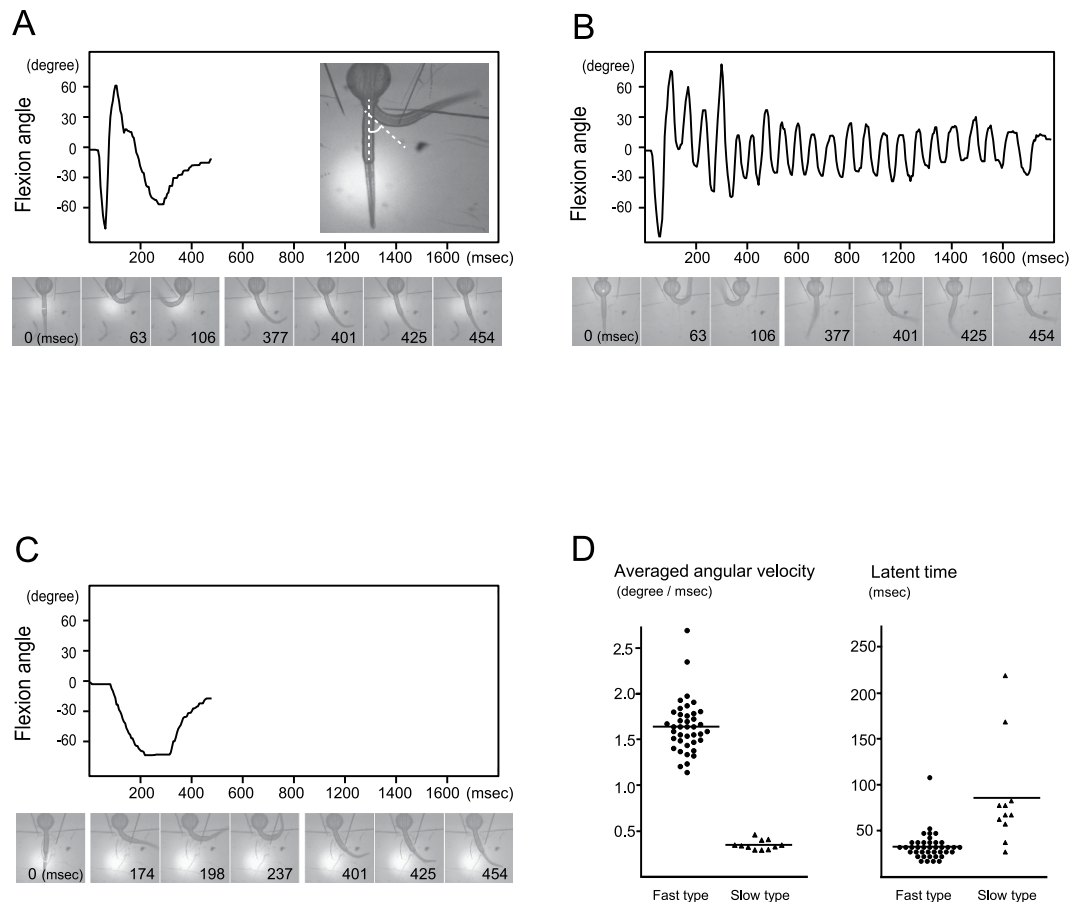 A
(degree)
Flexion angle
60
30
0
-30
-60
200 400 600 800 1000 1200 1400 1600 (msec)
0 (msec) 63 106 377 401 425 454
B
(degree)
Flexion angle
60
30
0
-30
-60
200 400 600 800 1000 1200 1400 1600 (msec)
0 (msec) 63 106 377 401 425 454
C
(degree)
Flexion angle
60
30
0
-30
-60
200 400 600 800 1000 1200 1400 1600 (msec)
0 (msec) 174 198 237 401 425 454
D
Averaged angular velocity
(degree / msec)
2.5
2.0
1.5
1.0
0.5
Fast type Slow type
Latent time
(msec)
250
200
150
100
50
Fast type Slow type